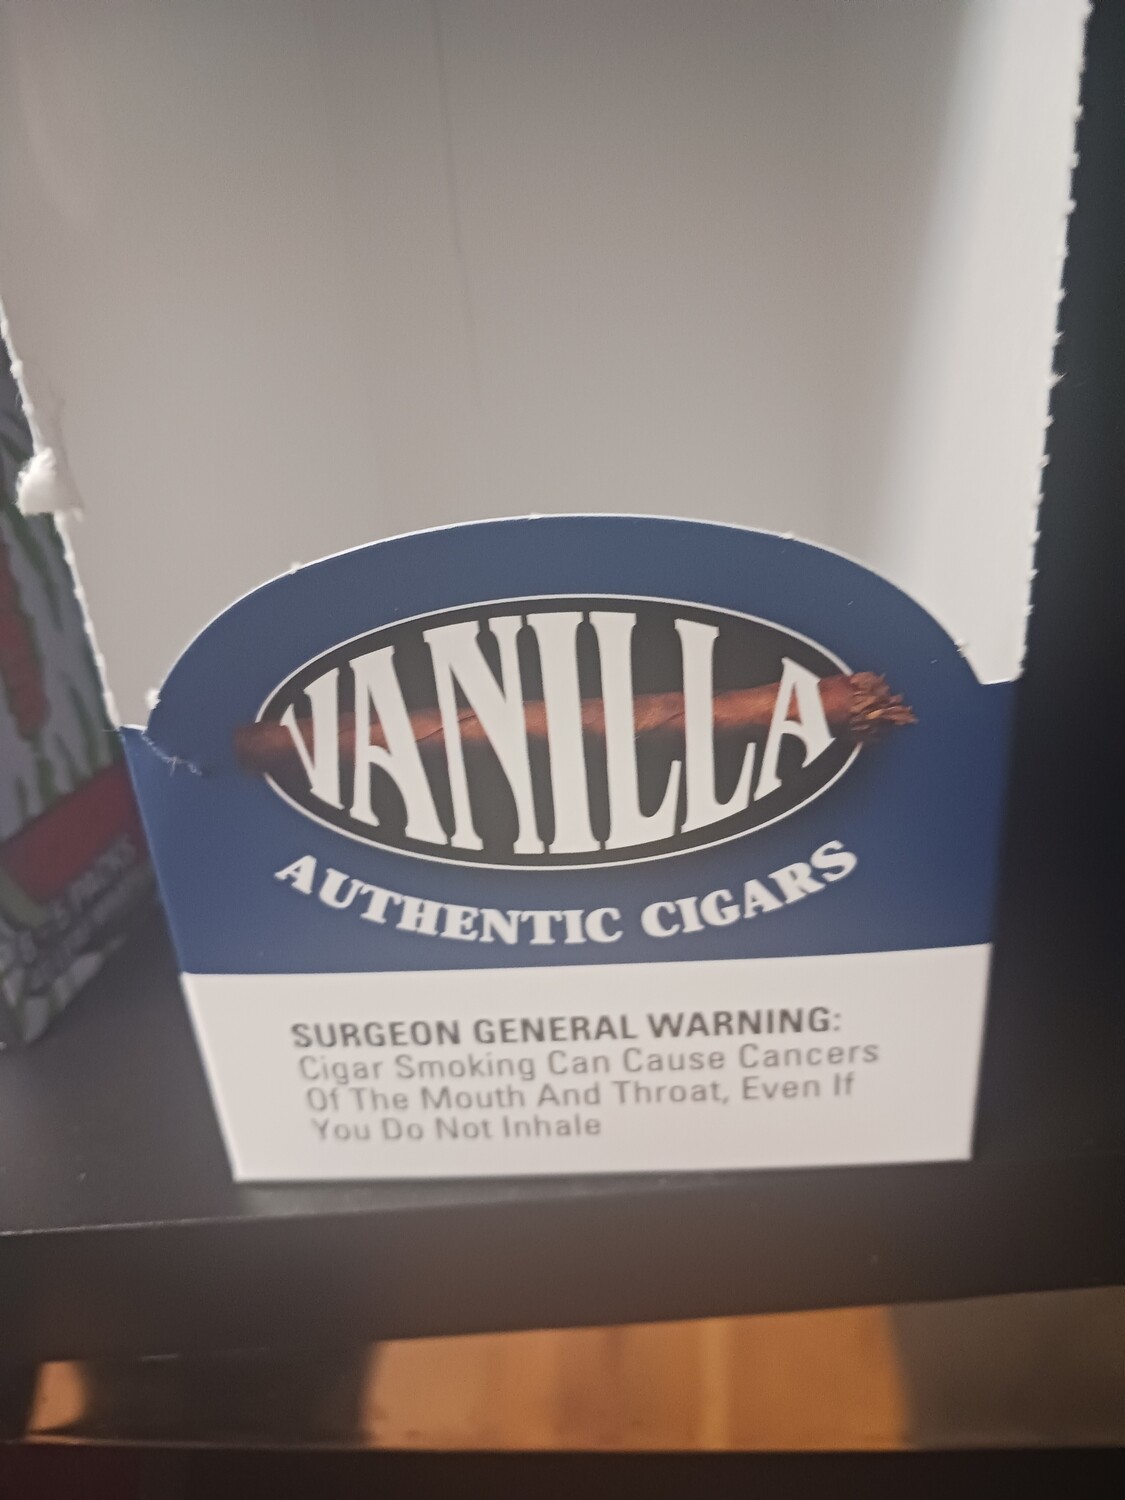 VANILLA
AUTHENTIC CIGARS
SURGEON GENERAL WARNING:
Cigar Smoking Can Cause Cancers
Of The Mouth And Throat, Even If
You Do Not Inhale
PACKS